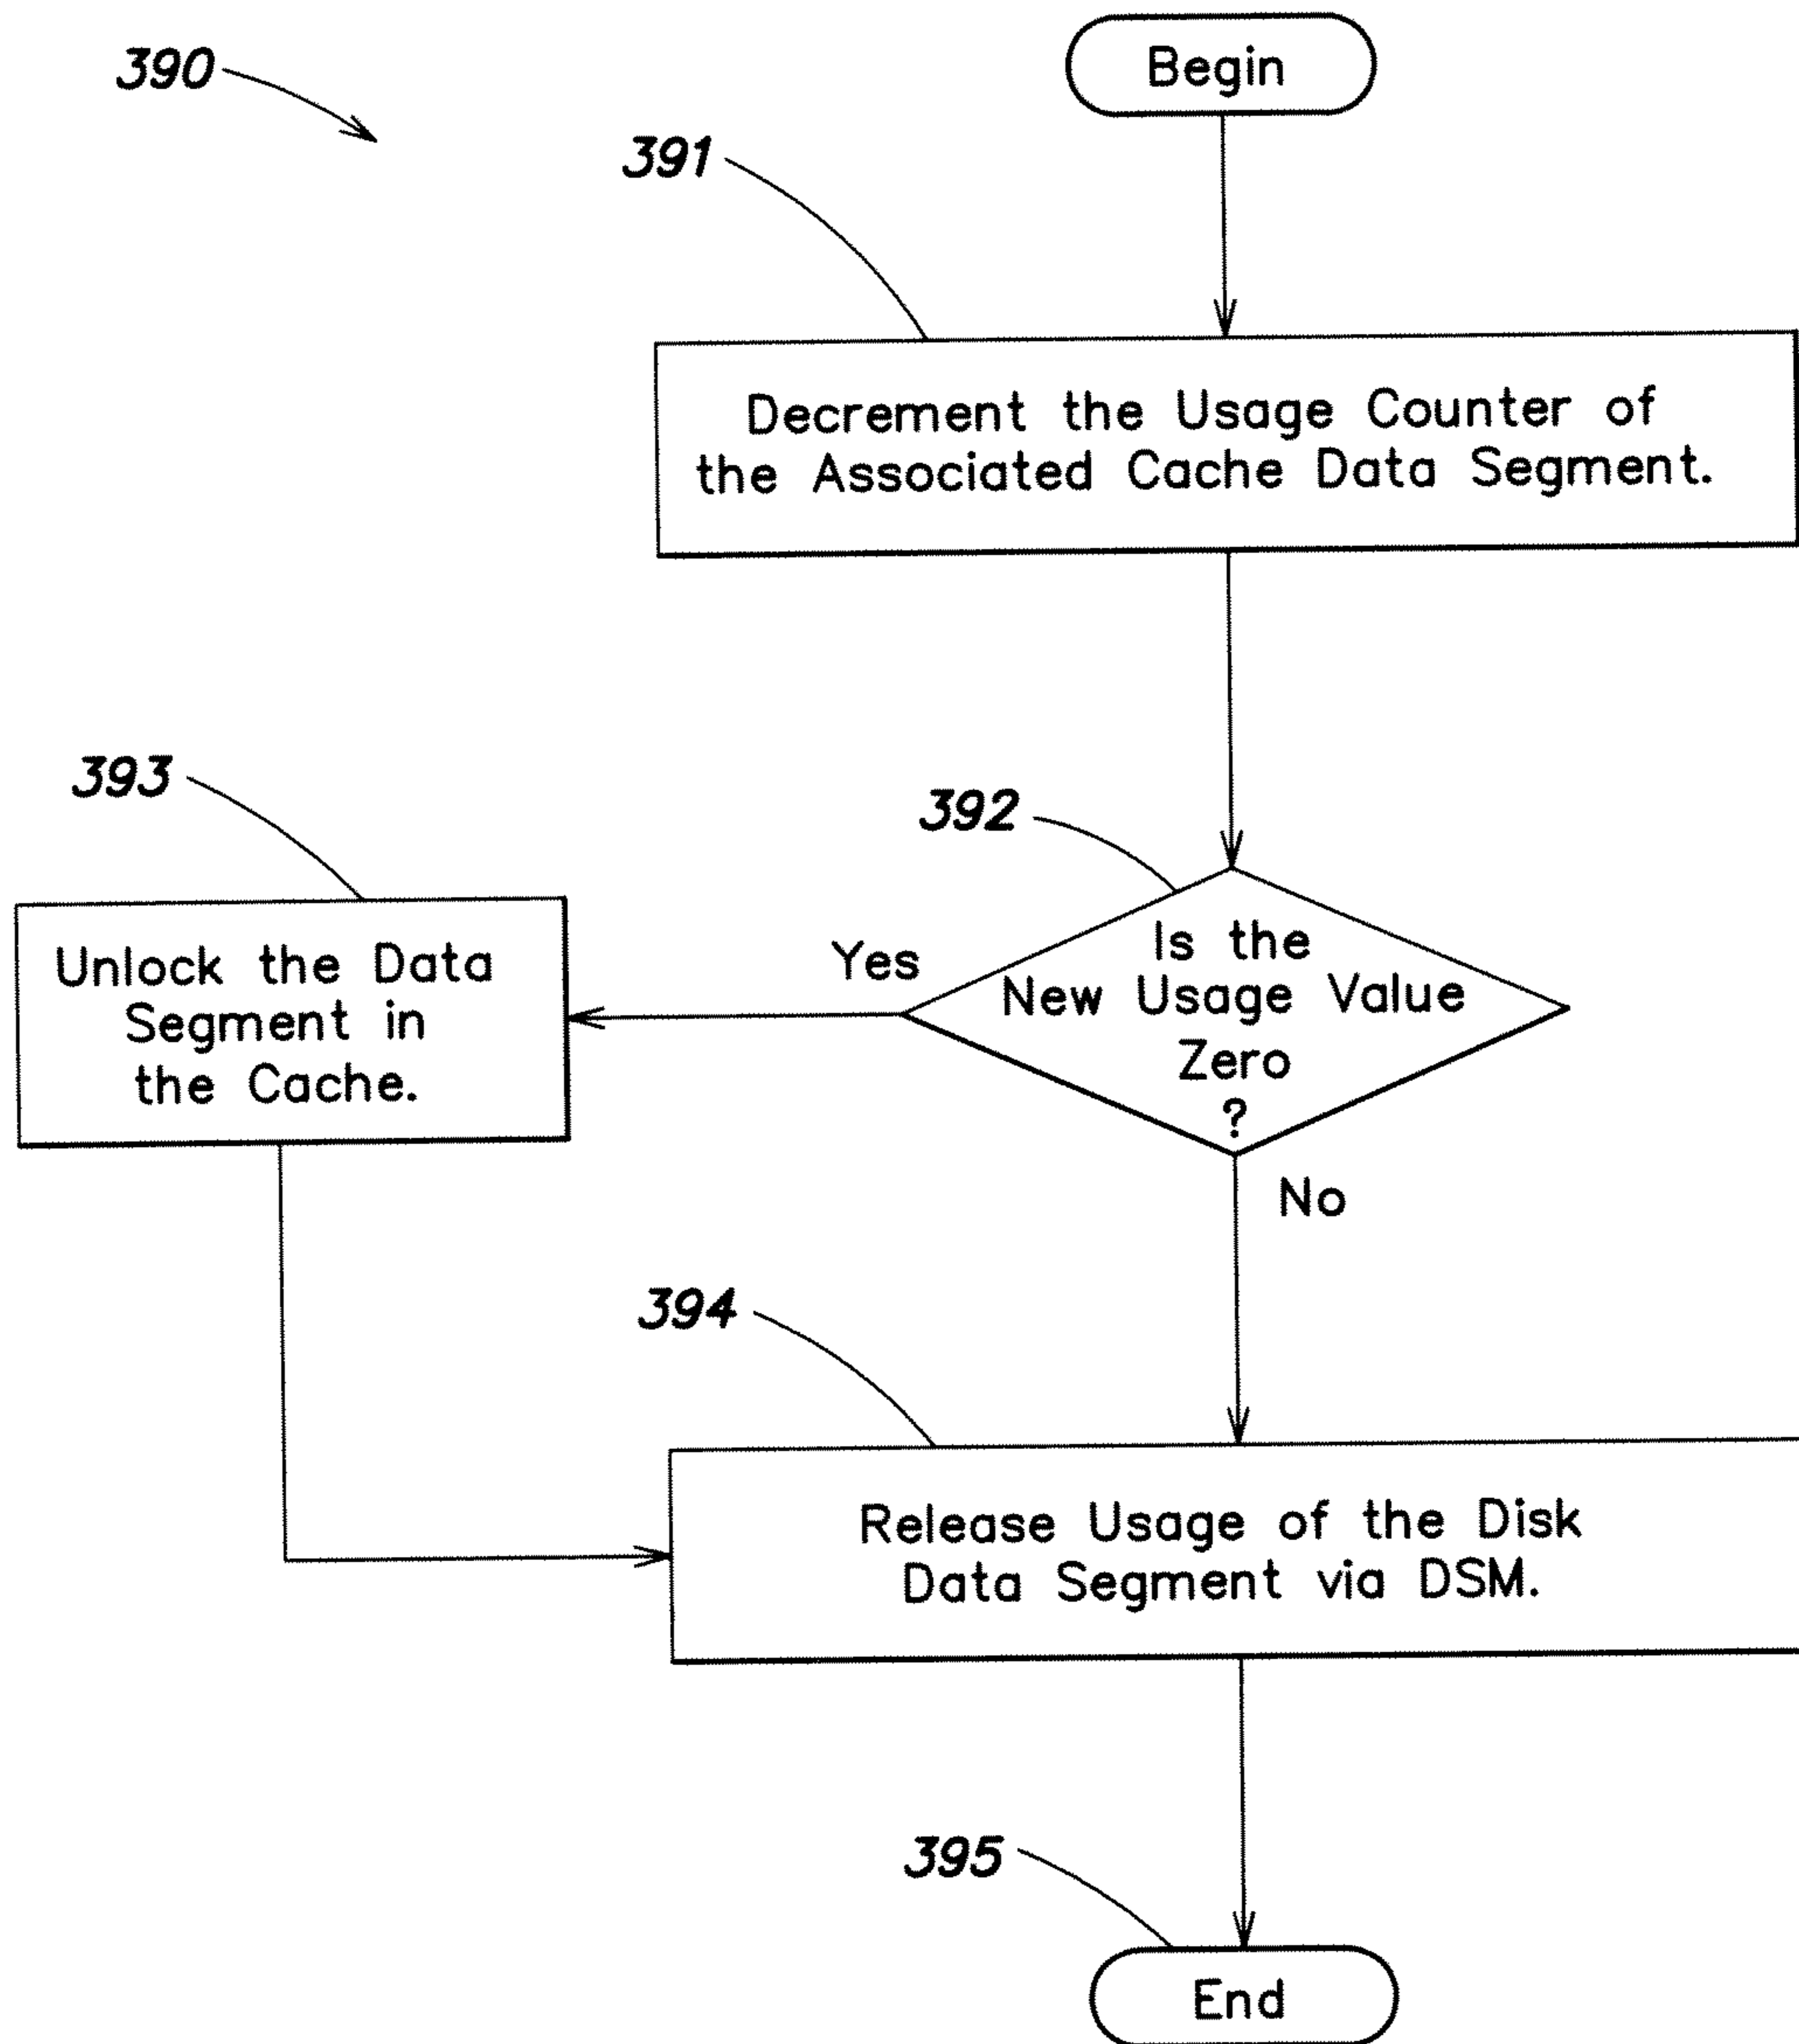 390
Begin
391
Decrement the Usage Counter of
the Associated Cache Data Segment.
393
392
Unlock the Data
Segment in
the Cache.
Yes
Is the
New Usage Value
Zero
?
No
394
Release Usage of the Disk
Data Segment via DSM.
395
End